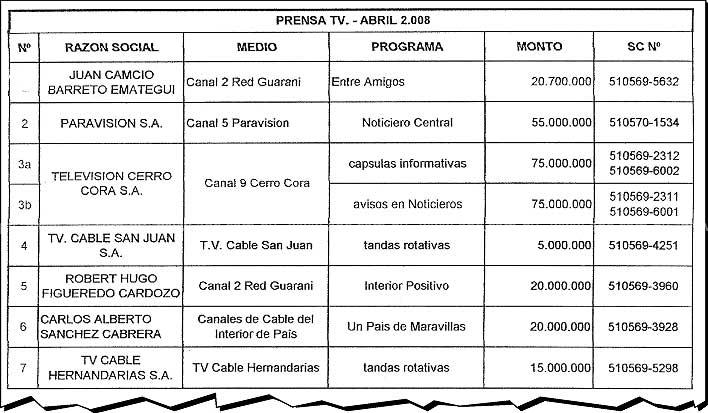 PRENSA TV. - ABRIL 2.008
Nº RAZON SOCIAL MEDIO PROGRAMA MONTO SC Nº
JUAN CAMCIO BARRETO EMATEGUI Canal 2 Red Guarani Entre Amigos 20.700.000 510569-5632
2 PARAVISION S.A. Canal 5 Paravision Noticiero Central 55.000.000 510570-1534
3a TELEVISION CERRO CORA S.A. Canal 9 Cerro Cora capsulas informativas 75.000.000 510569-2312 510569-6002
3b avisos en Noticieros 75.000.000 510569-2311 510569-6001
4 TV. CABLE SAN JUAN S.A. T.V. Cable San Juan tandas rotativas 5.000.000 510569-4251
5 ROBERT HUGO FIGUEREDO CARDOZO Canal 2 Red Guarani Interior Positivo 20.000.000 510569-3960
6 CARLOS ALBERTO SANCHEZ CABRERA Canales de Cable del Interior de Pais Un Pais de Maravillas 20.000.000 510569-3928
7 TV CABLE HERNANDARIAS S.A. TV Cable Hernandarias tandas rotativas 15.000.000 510569-5298